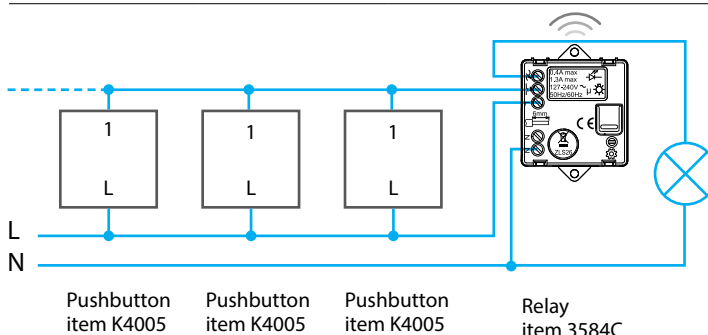 0,4A max
1,3A max
127-240V ~
50Hz/60Hz
μ
6mm
CE
N
N
ZLS26
1
1
1
L
L
L
L
N
Pushbutton
item K4005
Pushbutton
item K4005
Pushbutton
item K4005
Relay
item 3584C